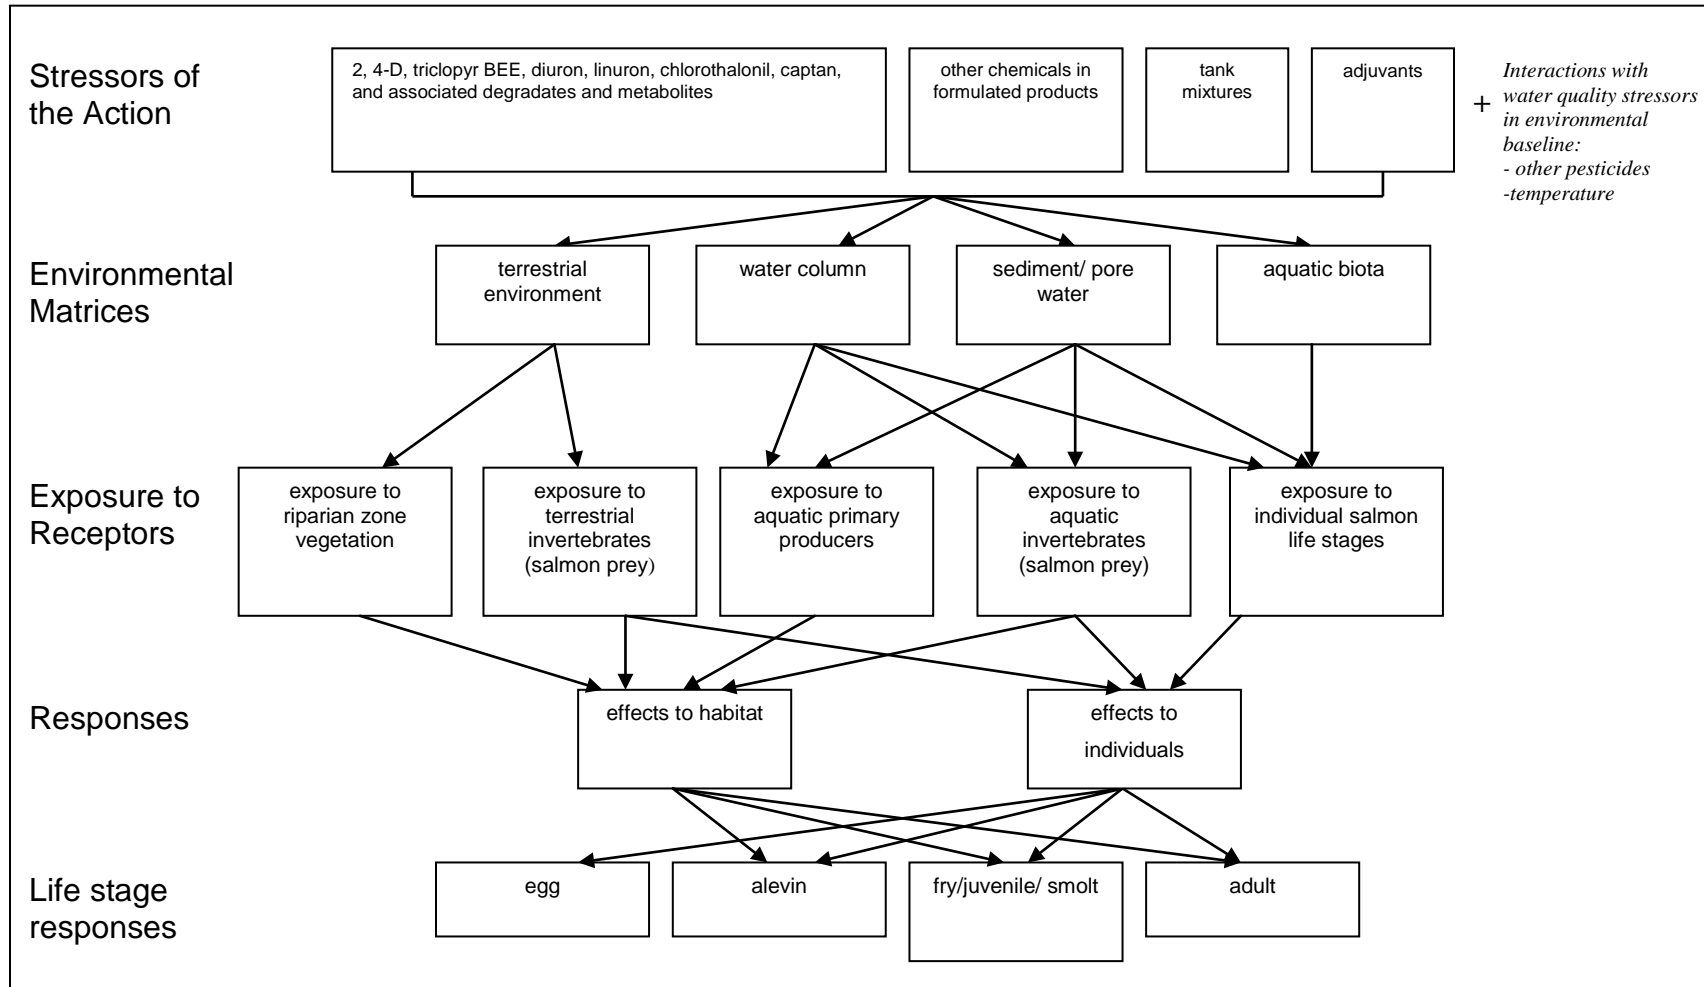 Stressors of
the Action
2, 4-D, triclopyr BEE, diuron, linuron, chlorothalonil, captan,
and associated degradates and metabolites
other chemicals in
formulated products
tank
mixtures
adjuvants
+
Interactions with
water quality stressors
in environmental
baseline:
- other pesticides
-temperature
Environmental
Matrices
terrestrial
environment
water column
sediment/ pore
water
aquatic biota
Exposure to
Receptors
exposure to
riparian zone
vegetation
exposure to
terrestrial
invertebrates
(salmon prey)
exposure to
aquatic primary
producers
exposure to
aquatic
invertebrates
(salmon prey)
exposure to
individual salmon
life stages
Responses
effects to habitat
effects to
individuals
Life stage
responses
egg
alevin
fry/juvenile/ smolt
adult